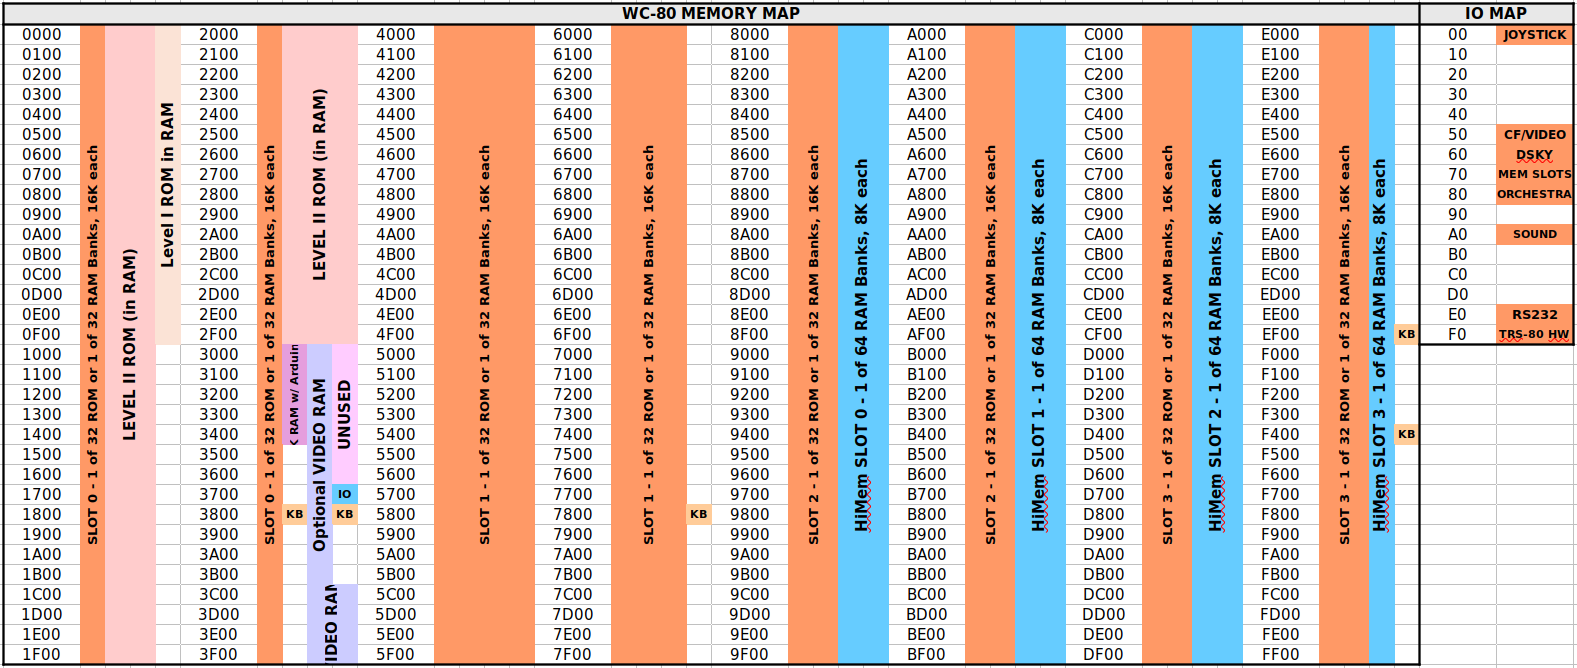 WC-80 MEMORY MAP IO MAP
0000 2000 4000 6000 8000 A000 C000 E000 00 JOYSTICK
0100 2100 4100 6100 8100 A100 C100 E100 10
0200 2200 4200 6200 8200 A200 C200 E200 20
0300 2300 4300 6300 8300 A300 C300 E300 30
0400 2400 4400 6400 8400 A400 C400 E400 40
0500 2500 4500 6500 8500 A500 C500 E500 50 CF/VIDEO
0600 2600 4600 6600 8600 A600 C600 E600 60 DSKY
0700 2700 4700 6700 8700 A700 C700 E700 70 MEM SLOTS
0800 2800 4800 6800 8800 A800 C800 E800 80 ORCHESTRA
0900 2900 4900 6900 8900 A900 C900 E900 90
0A00 2A00 4A00 6A00 8A00 AA00 CA00 EA00 A0 SOUND
0B00 2B00 4B00 6B00 8B00 AB00 CB00 EB00 B0
0C00 2C00 4C00 6C00 8C00 AC00 CC00 EC00 C0
0D00 2D00 4D00 6D00 8D00 AD00 CD00 ED00 D0
0E00 2E00 4E00 6E00 8E00 AE00 CE00 EE00 E0 RS232
0F00 2F00 4F00 6F00 8F00 AF00 CF00 EF00 KB F0 TRS-80 HW
1000 3000 5000 7000 9000 B000 D000 F000
1100 3100 5100 7100 9100 B100 D100 F100
1200 3200 5200 7200 9200 B200 D200 F200
1300 3300 5300 7300 9300 B300 D300 F300
1400 3400 5400 7400 9400 B400 D400 F400 KB
1500 3500 5500 7500 9500 B500 D500 F500
1600 3600 5600 7600 9600 B600 D600 F600
1700 3700 IO 5700 7700 9700 B700 D700 F700
1800 3800 KB KB 5800 7800 KB 9800 B800 D800 F800
1900 3900 5900 7900 9900 B900 D900 F900
1A00 3A00 5A00 7A00 9A00 BA00 DA00 FA00
1B00 3B00 5B00 7B00 9B00 BB00 DB00 FB00
1C00 3C00 5C00 7C00 9C00 BC00 DC00 FC00
1D00 3D00 5D00 7D00 9D00 BD00 DD00 FD00
1E00 3E00 5E00 7E00 9E00 BE00 DE00 FE00
1F00 3F00 5F00 7F00 9F00 BF00 DF00 FF00
SLOT 0 - 1 of 32 ROM or 1 of 32 RAM Banks, 16K each
LEVEL II ROM (in RAM)
Level I ROM in RAM
SLOT 0 - 1 of 32 ROM or 1 of 32 RAM Banks, 16K each
LEVEL II ROM (in RAM)
K RAM w/ Arduin
Optional VIDEO RAM
UNUSED
IDEO RAM
SLOT 1 - 1 of 32 ROM or 1 of 32 RAM Banks, 16K each
SLOT 1 - 1 of 32 ROM or 1 of 32 RAM Banks, 16K each
SLOT 2 - 1 of 32 ROM or 1 of 32 RAM Banks, 16K each
HiMem SLOT 0 - 1 of 64 RAM Banks, 8K each
SLOT 2 - 1 of 32 ROM or 1 of 32 RAM Banks, 16K each
HiMem SLOT 1 - 1 of 64 RAM Banks, 8K each
SLOT 3 - 1 of 32 ROM or 1 of 32 RAM Banks, 16K each
HiMem SLOT 2 - 1 of 64 RAM Banks, 8K each
SLOT 3 - 1 of 32 ROM or 1 of 32 RAM Banks, 16K each
HiMem SLOT 3 - 1 of 64 RAM Banks, 8K each